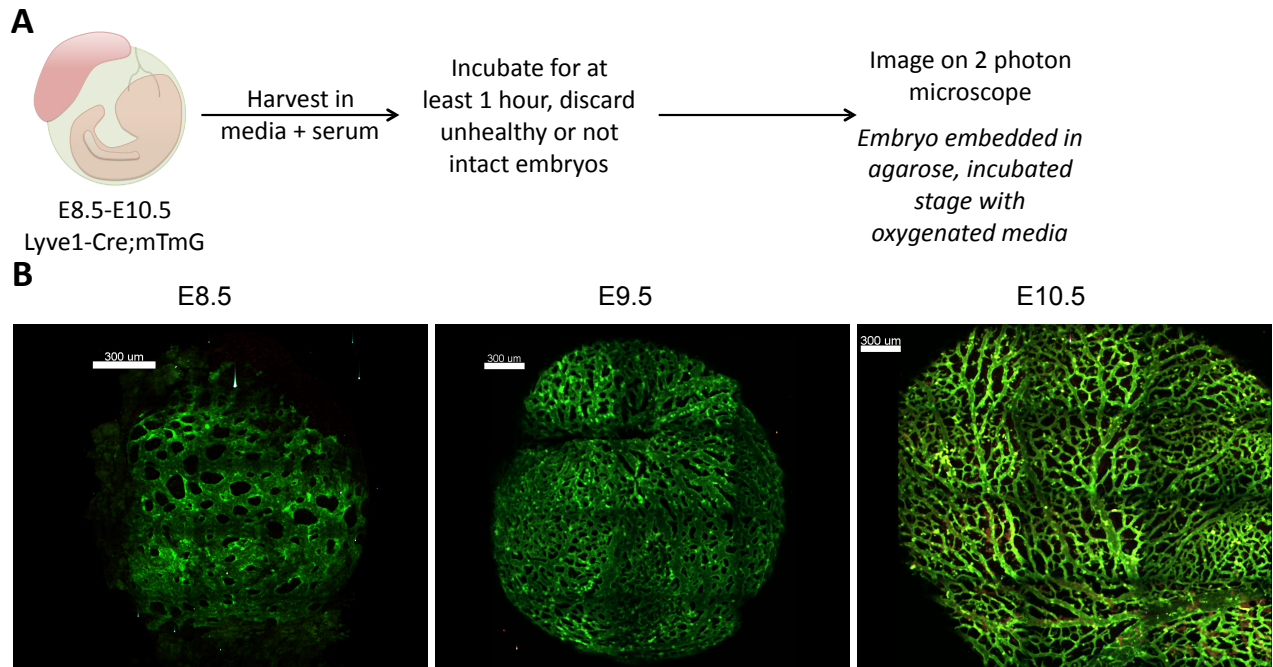 A
Harvest in
media + serum
Incubate for at
least 1 hour, discard
unhealthy or not
intact embryos
Image on 2 photon
microscope
Embryo embedded in
agarose, incubated
stage with
oxygenated media
E8.5-E10.5
Lyve1-Cre;mTmG
B
E8.5
E9.5
E10.5
300 um
300 um
300 um